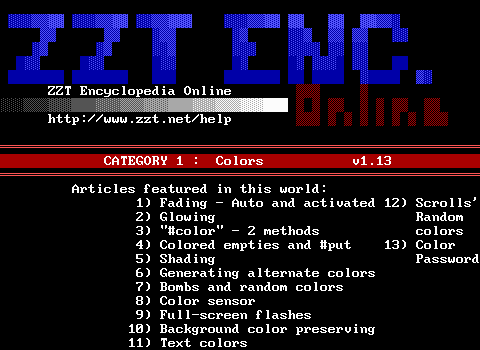 ZZT ENC.
ZZT Encyclopedia Online
http://www.zzt.net/help
CATEGORY 1 : Colors v1.13
Articles featured in this world:
1) Fading - Auto and activated
2) Glowing
3) "#color" - 2 methods
4) Colored empties and #put
5) Shading
6) Generating alternate colors
7) Bombs and random colors
8) Color sensor
9) Full-screen flashes
10) Background color preserving
11) Text colors
12) Scrolls'
Random
colors
13) Color
Password